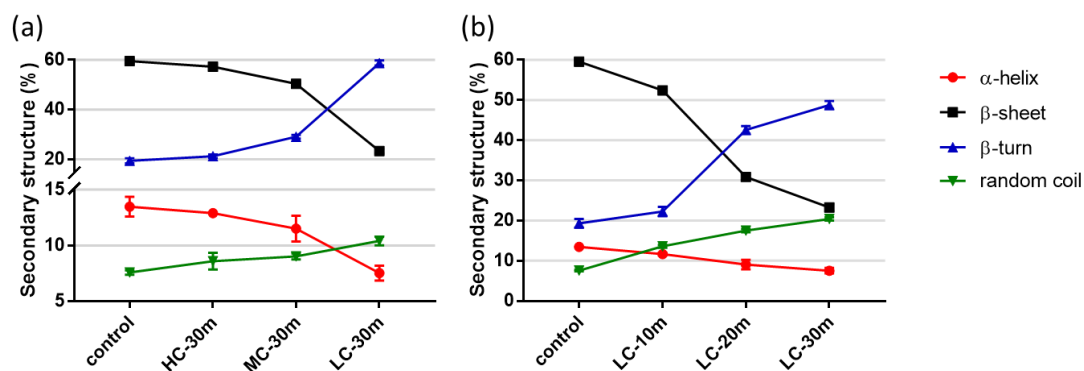 (a)
Secondary structure (%)
60
40
20
15
10
5
control
HC-30m
MC-30m
LC-30m
(b)
Secondary structure (%)
60
50
40
30
20
10
0
control
LC-10m
LC-20m
LC-30m
α-helix
β-sheet
β-turn
random coil